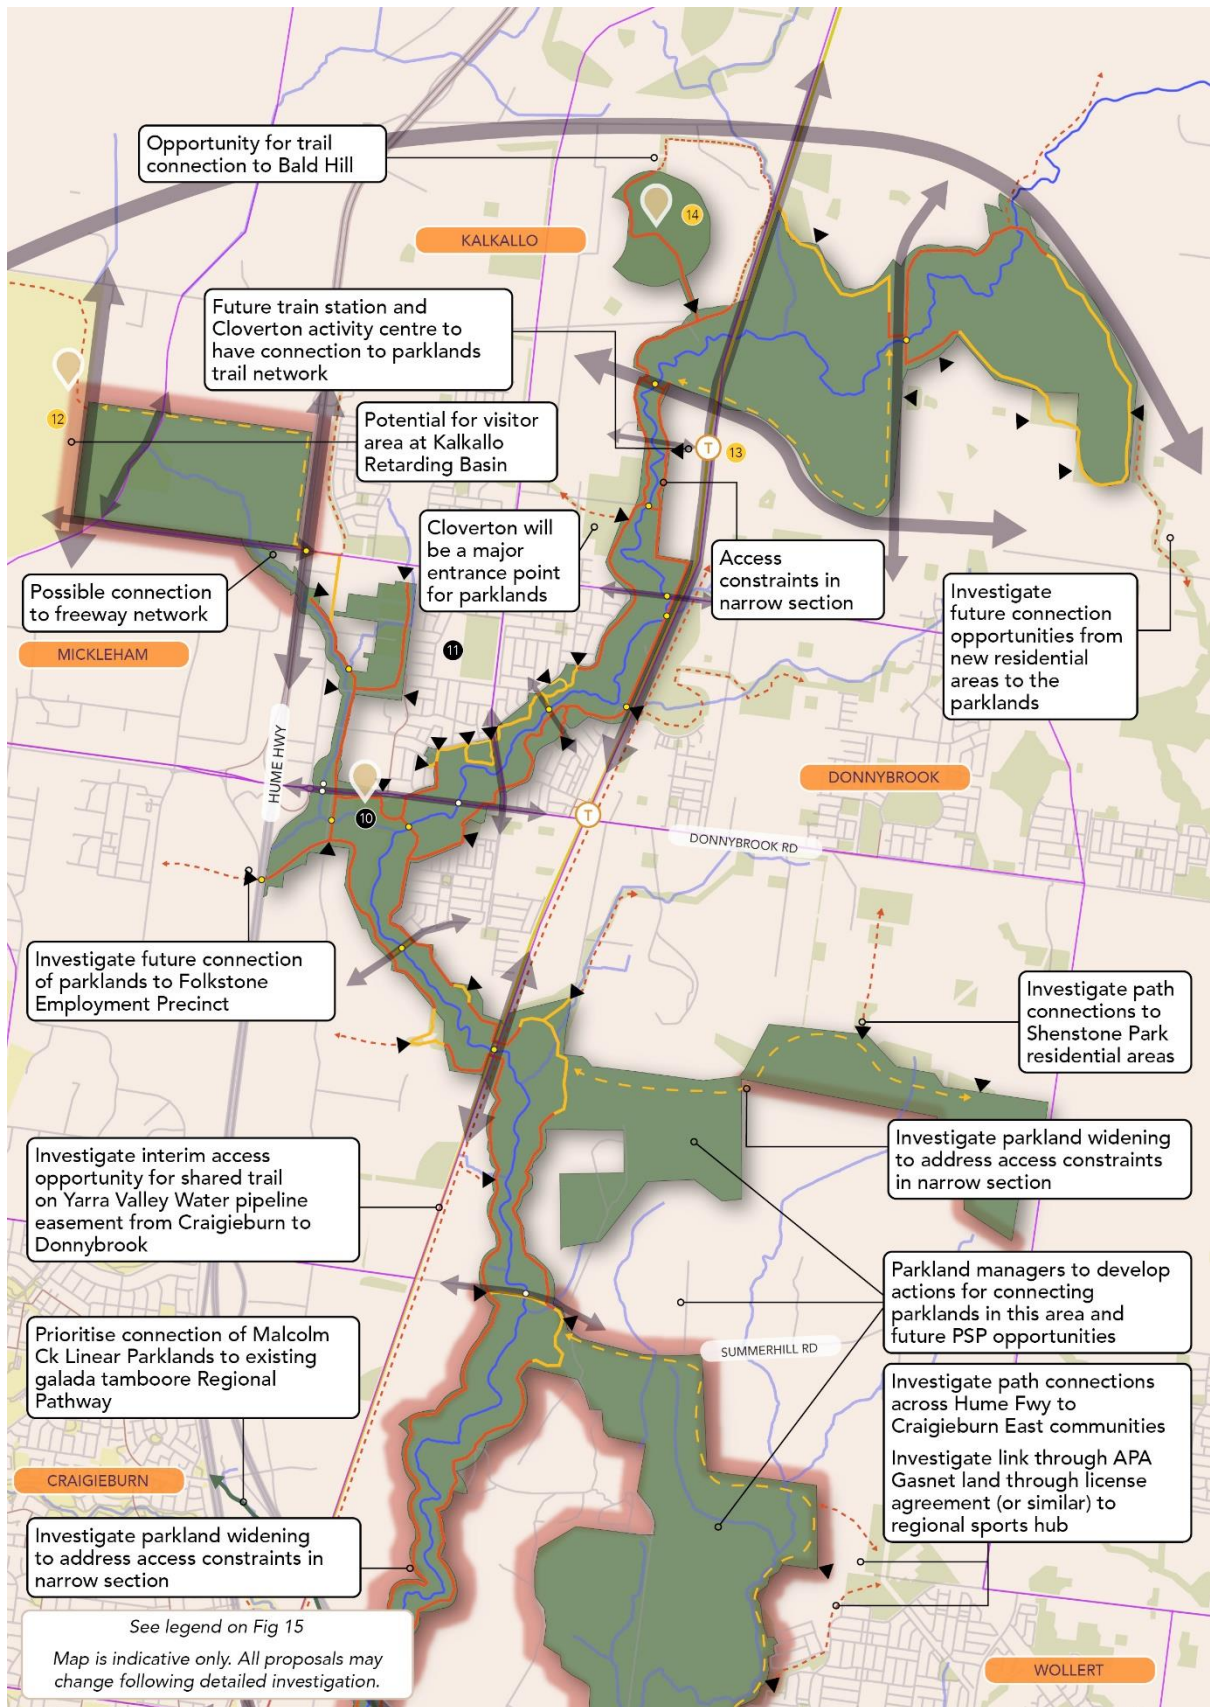 Opportunity for trail
connection to Bald Hill
14
KALKALLO
Future train station and
Cloverton activity centre to
have connection to parklands
trail network
12
Potential for visitor
area at Kalkallo
Retarding Basin
T
13
Cloverton will
be a major
entrance point
for parklands
Access
constraints in
narrow section
Possible connection
to freeway network
Investigate
future connection
opportunities from
new residential
areas to the
parklands
MICKLEHAM
11
HUME HWY
DONNYBROOK
10
T
DONNYBROOK RD
Investigate future connection
of parklands to Folkstone
Employment Precinct
Investigate path
connections to
Shenstone Park
residential areas
Investigate parkland widening
to address access constraints
in narrow section
Investigate interim access
opportunity for shared trail
on Yarra Valley Water pipeline
easement from Craigieburn to
Donnybrook
Parkland managers to develop
actions for connecting
parklands in this area and
future PSP opportunities
Prioritise connection of Malcolm
Ck Linear Parklands to existing
galada tamboore Regional
Pathway
SUMMERHILL RD
Investigate path connections
across Hume Fwy to
Craigieburn East communities
Investigate link through APA
Gasnet land through license
agreement (or similar) to
regional sports hub
CRAIGIEBURN
Investigate parkland widening
to address access constraints in
narrow section
See legend on Fig 15
Map is indicative only. All proposals may
change following detailed investigation.
WOLLERT